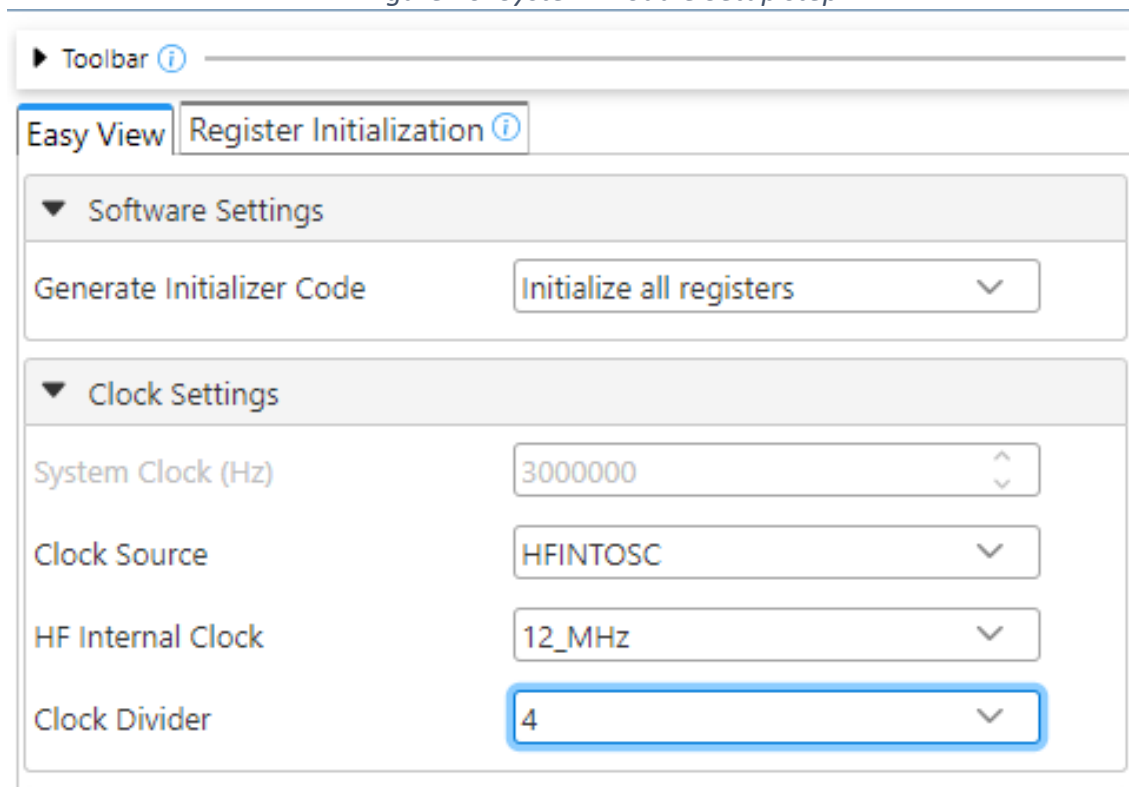 Toolbar
Easy View Register Initialization
Software Settings
Generate Initializer Code Initialize all registers
Clock Settings
System Clock (Hz) 3000000
Clock Source HFINTOSC
HF Internal Clock 12_MHz
Clock Divider 4